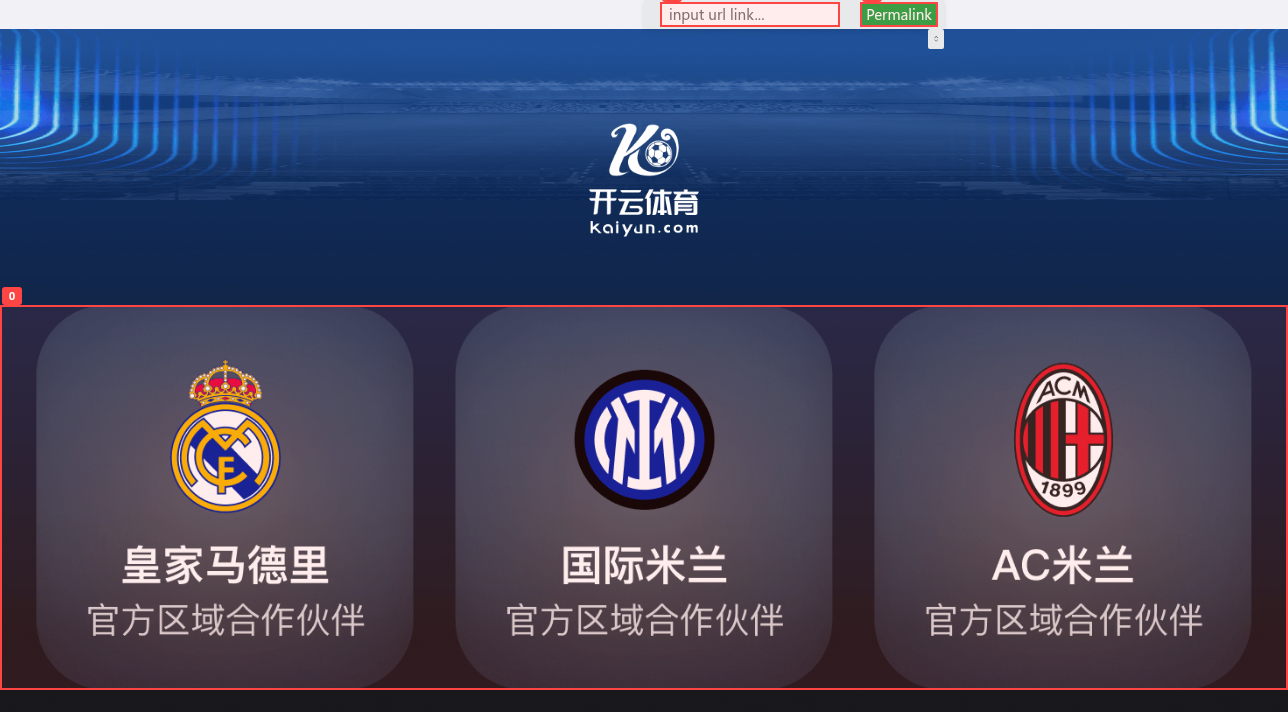 input url link...
Permalink
开云体育
kaiyun.com
0
ACM
1899
皇家马德里
国际米兰
AC米兰
官方区域合作伙伴
官方区域合作伙伴
官方区域合作伙伴